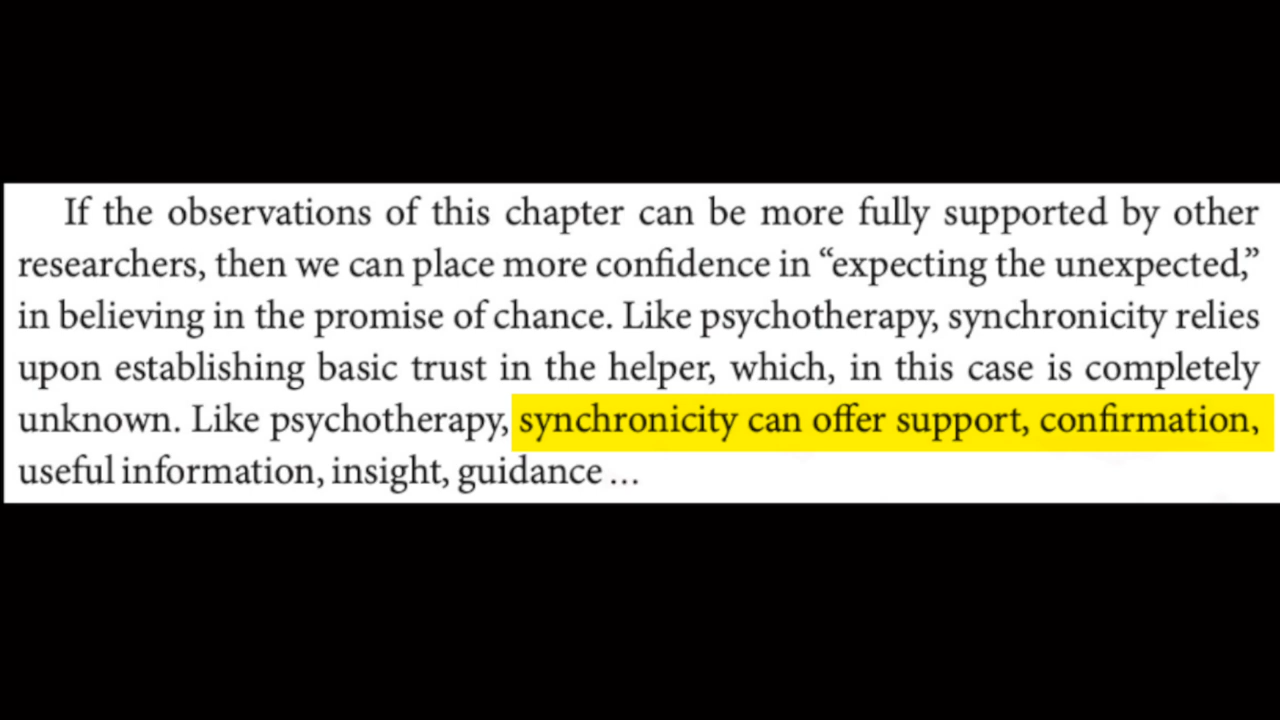 If the observations of this chapter can be more fully supported by other
researchers, then we can place more confidence in “expecting the unexpected,”
in believing in the promise of chance. Like psychotherapy, synchronicity relies
upon establishing basic trust in the helper, which, in this case is completely
unknown. Like psychotherapy, synchronicity can offer support, confirmation,
useful information, insight, guidance ...